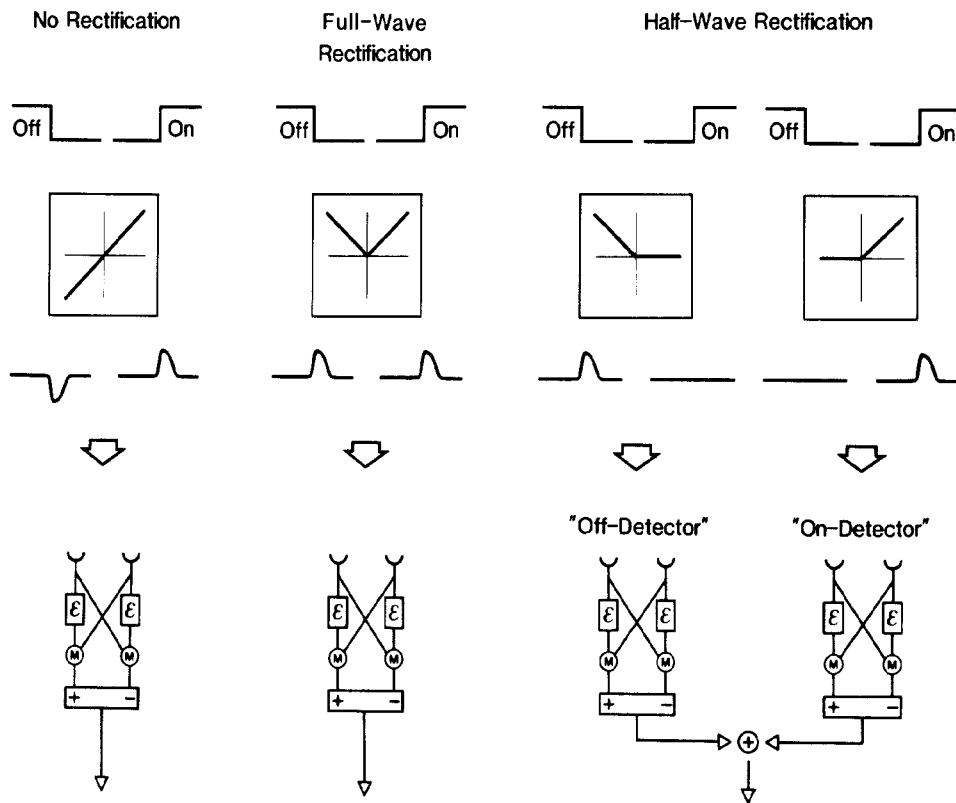 No Rectification
Full-Wave
Rectification
Half-Wave Rectification
Off On
Off On
Off On
Off On
"Off-Detector"
"On-Detector"
ε ε
M M
+ −
ε ε
M M
+ −
ε ε
M M
+ −
ε ε
M M
+ −
+